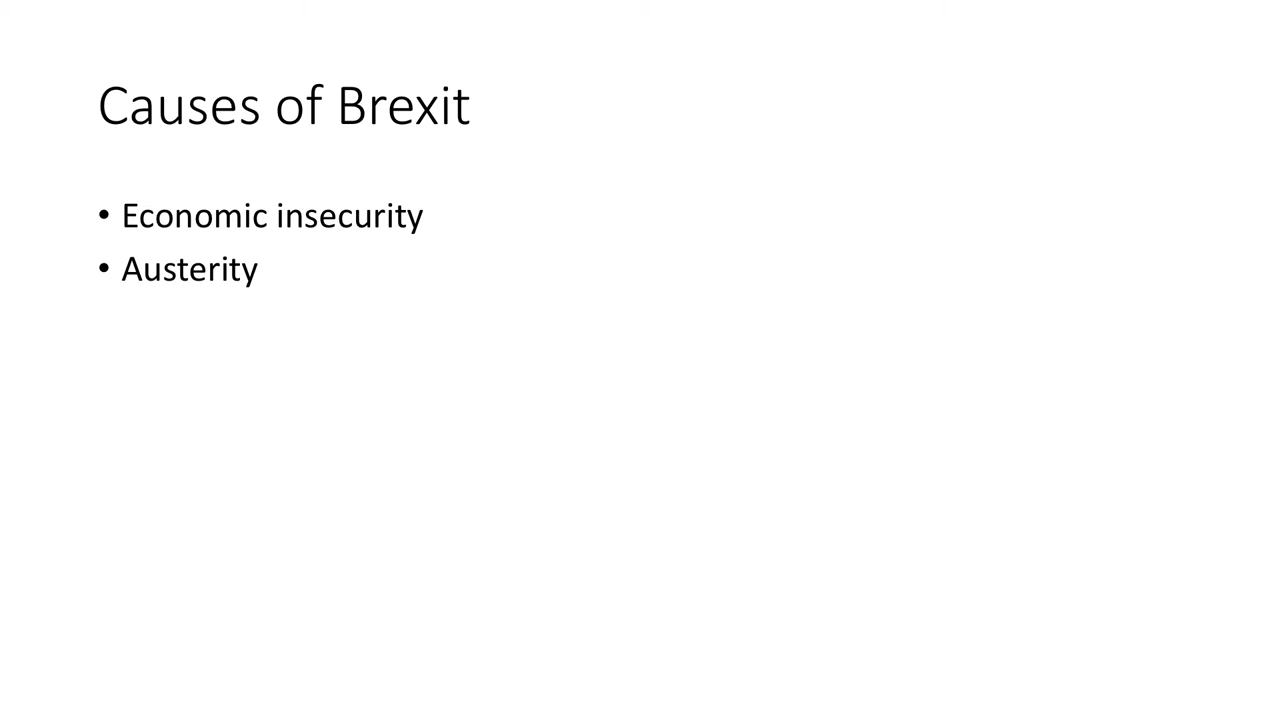 Causes of Brexit
• Economic insecurity
• Austerity